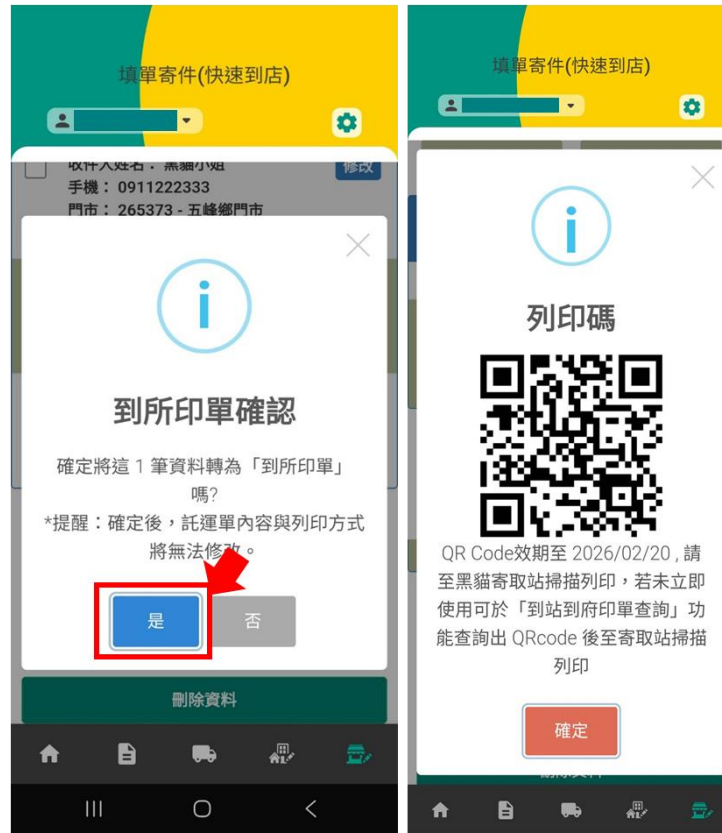 填單寄件(快速到店)
收件人姓名： 黑貓小姐
修改
手機： 0911222333
門市： 265373 - 五峰鄉門市
i
到所印單確認
確定將這 1 筆資料轉為「到所印單」
嗎?
*提醒：確定後，託運單內容與列印方式
將無法修改。
是
否
刪除資料
填單寄件(快速到店)
i
列印碼
QR Code效期至 2026/02/20 , 請
至黑貓寄取站掃描列印，若未立即
使用可於「到站到府印單查詢」功
能查詢出 QRcode 後至寄取站掃描
列印
確定
刪除資料